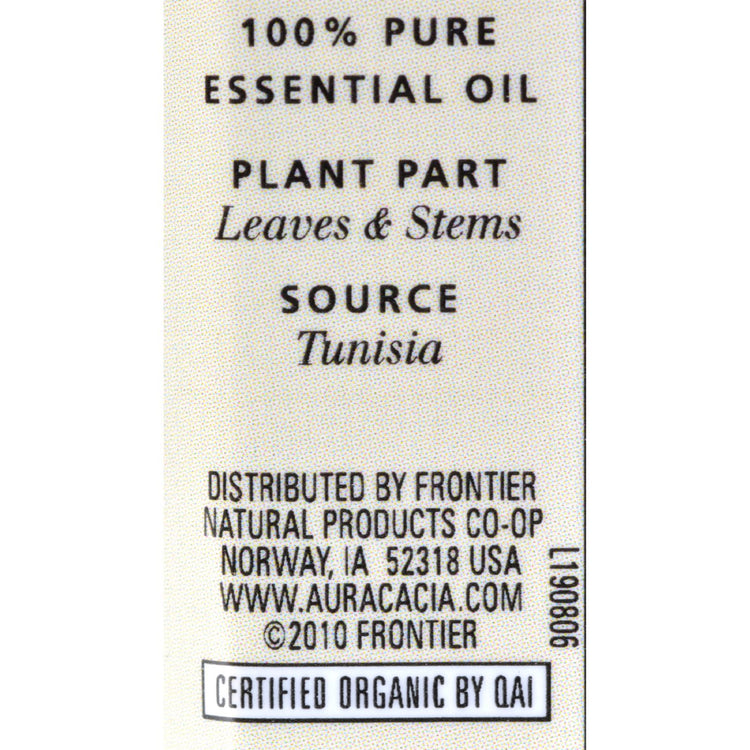 100% PURE
ESSENTIAL OIL
PLANT PART
Leaves & Stems
SOURCE
Tunisia
DISTRIBUTED BY FRONTIER
NATURAL PRODUCTS CO-OP
NORWAY, IA 52318 USA
WWW.AURACACIA.COM
©2010 FRONTIER
L190806
CERTIFIED ORGANIC BY QAI